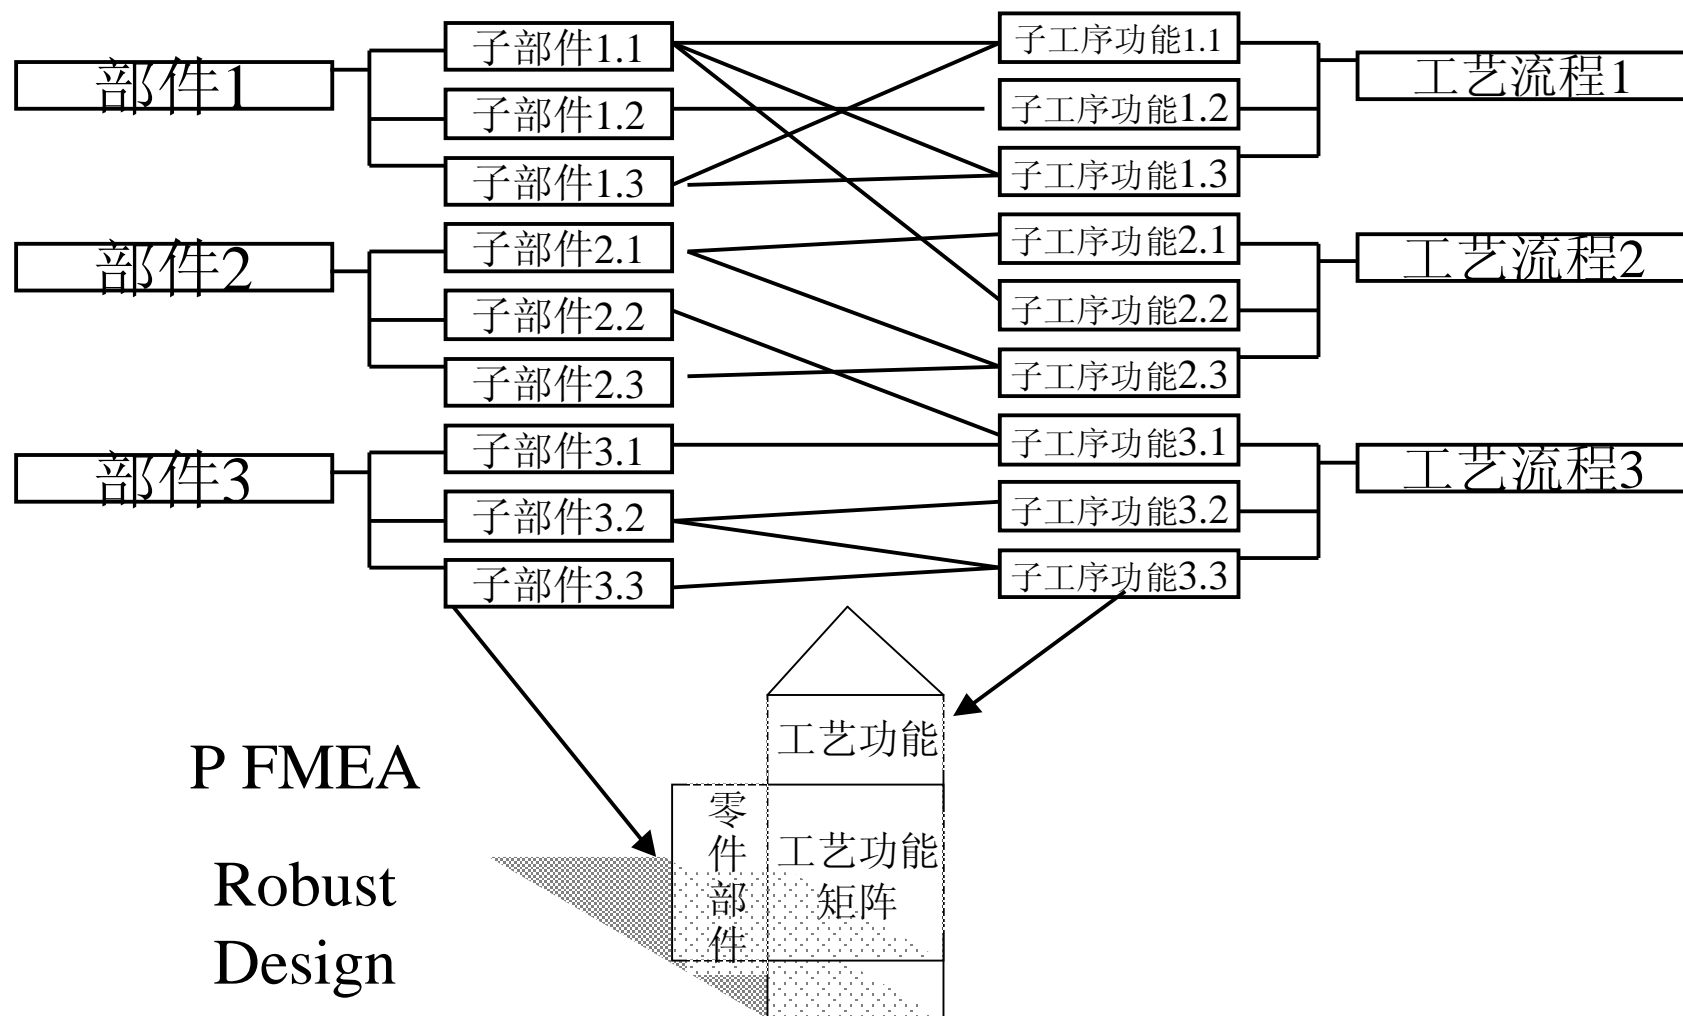 部件1
子部件1.1
子部件1.2
子部件1.3
子工序功能1.1
子工序功能1.2
子工序功能1.3
工艺流程1
部件2
子部件2.1
子部件2.2
子部件2.3
子工序功能2.1
子工序功能2.2
子工序功能2.3
工艺流程2
部件3
子部件3.1
子部件3.2
子部件3.3
子工序功能3.1
子工序功能3.2
子工序功能3.3
工艺流程3
P FMEA
Robust
Design
工艺功能
零
件
部
件
工艺功能
矩阵